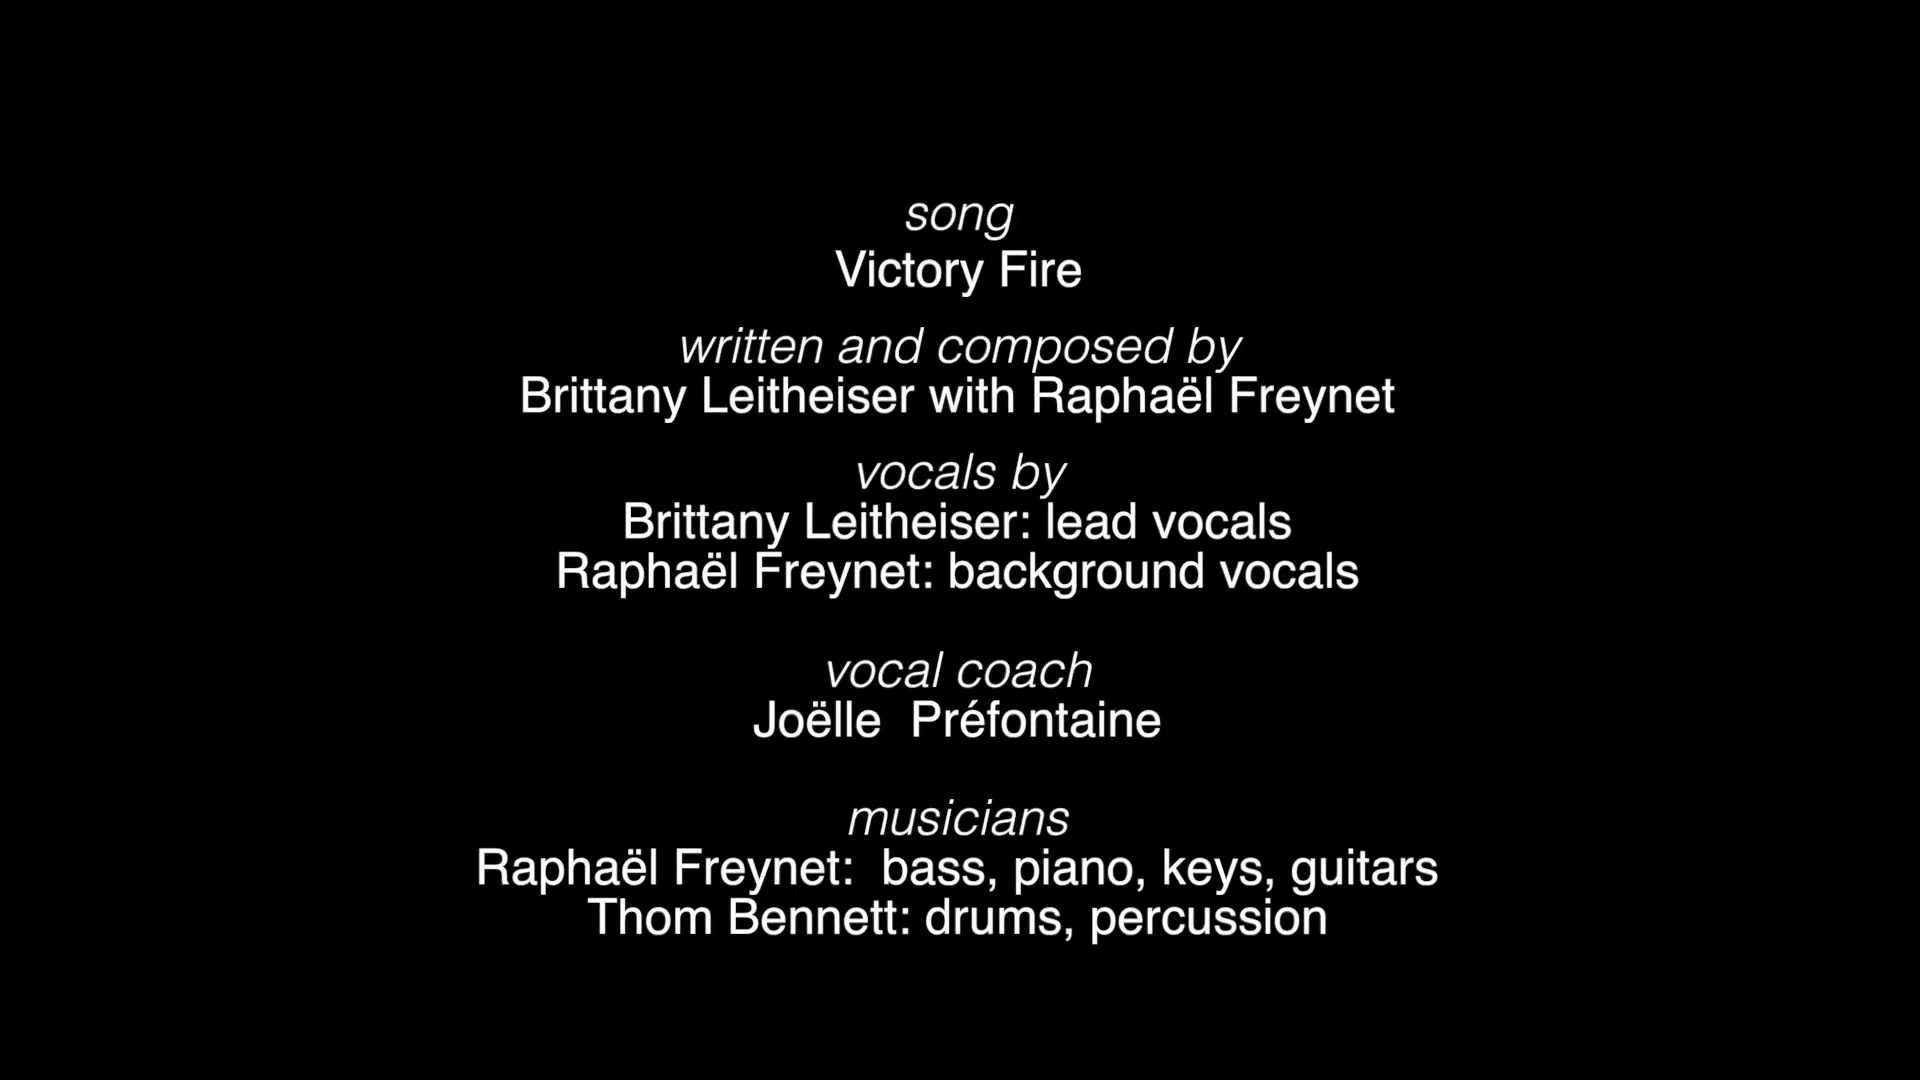 song
Victory Fire
written and composed by
Brittany Leitheiser with Raphaël Freynet
vocals by
Brittany Leitheiser: lead vocals
Raphaël Freynet: background vocals
vocal coach
Joëlle  Préfontaine
musicians
Raphaël Freynet:  bass, piano, keys, guitars
Thom Bennett: drums, percussion